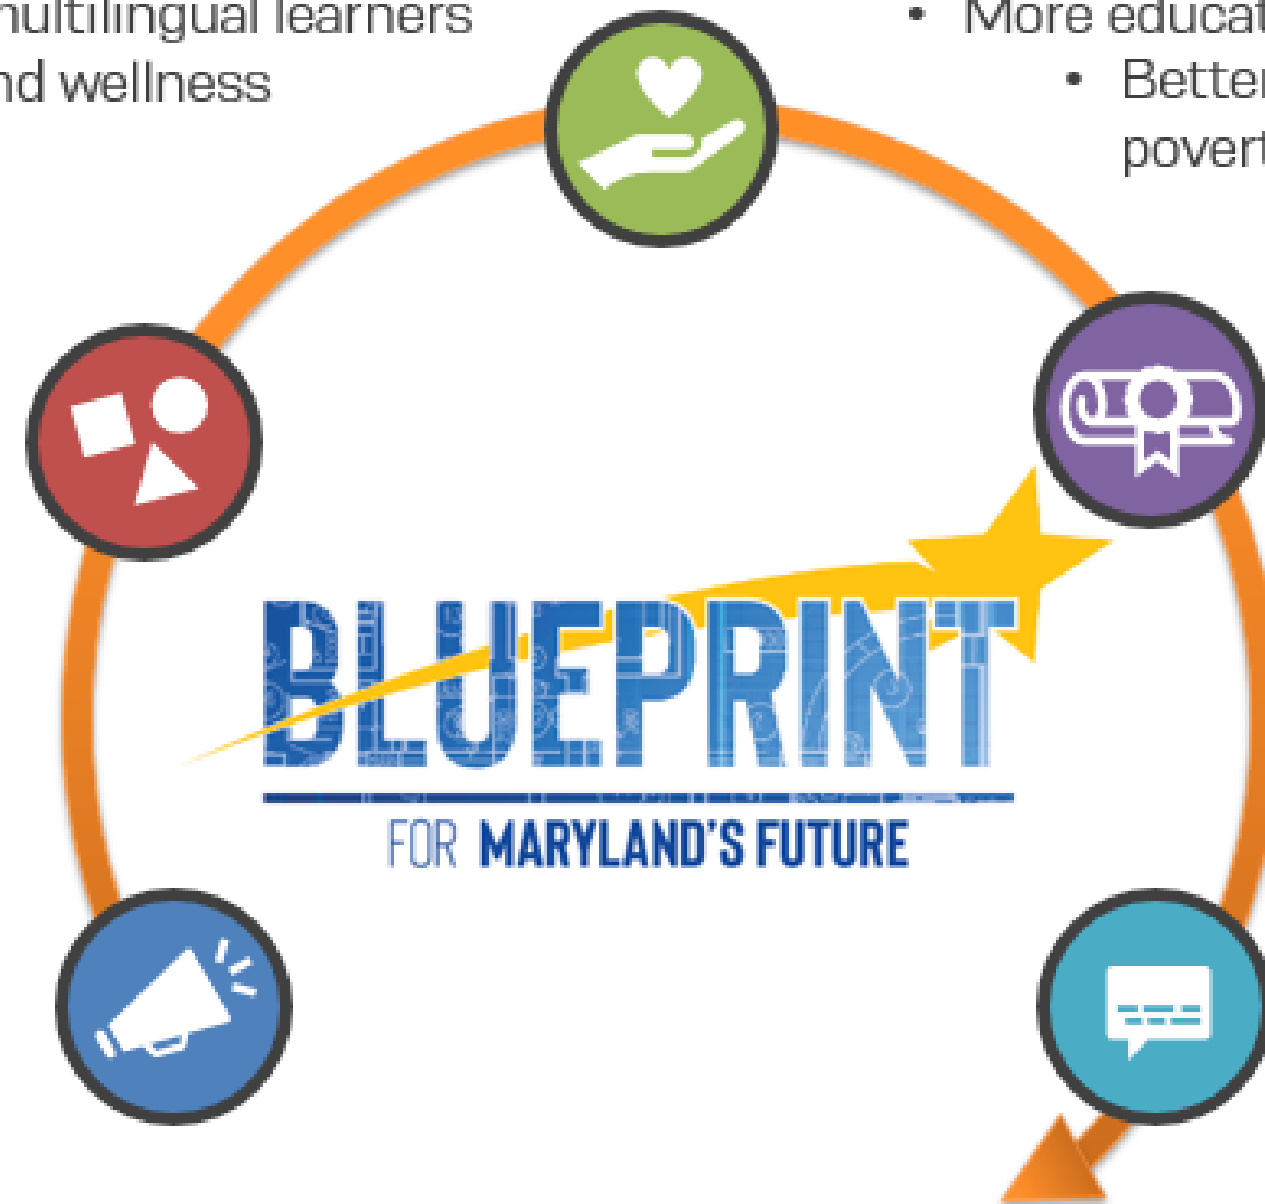 multilingual learners
• More educat
nd wellness
• Better
povert
BLUEPRINT
FOR MARYLAND'S FUTURE